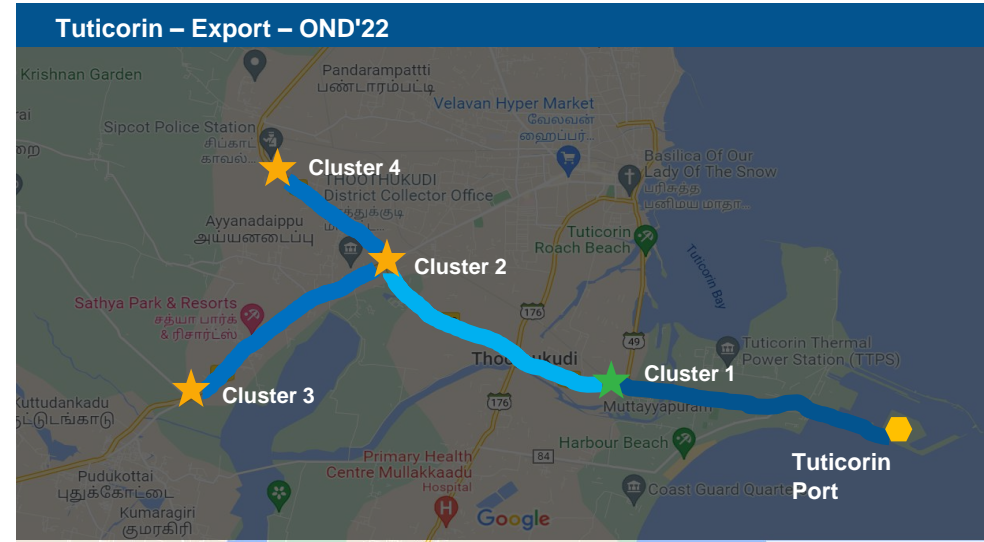 Tuticorin – Export – OND'22
Krishnan Garden
Pandarampattti
பண்டாரம்பட்டி
Velavan Hyper Market
வேலவன்
ஹைப்பர்...
Sipcot Police Station
சிப்காட்
காவல்...
Basilica Of Our
Lady Of The Snow
பரிசுத்த
பனிமய மாதா...
Cluster 4
THOOTHUKUDI
District Collector Office
Ayyanadaippu
அய்யனடைப்பு
Tuticorin
Roach Beach
Cluster 2
Tuticorin Bay
Sathya Park & Resorts
சத்யா பார்க்
& ரிசார்ட்ஸ்
176
49
Tuticorin Thermal
Power Station (TTPS)
Cluster 1
Cluster 3
176
Muttayyapuram
Kuttudankadu
Harbour Beach
84
Primary Health
Centre Mullakkaadu
Hospital
Tuticorin
Port
Pudukottai
புதுக்கோட்டை
Coast Guard
Kumaragiri
குமரகிரி
H
Google